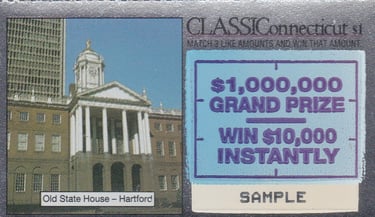 CLASSIConnecticut $1
MATCH 3 LIKE AMOUNTS AND WIN THAT AMOUNT.
$1,000,000
GRAND PRIZE
WIN $10,000
INSTANTLY
Old State House – Hartford
SAMPLE